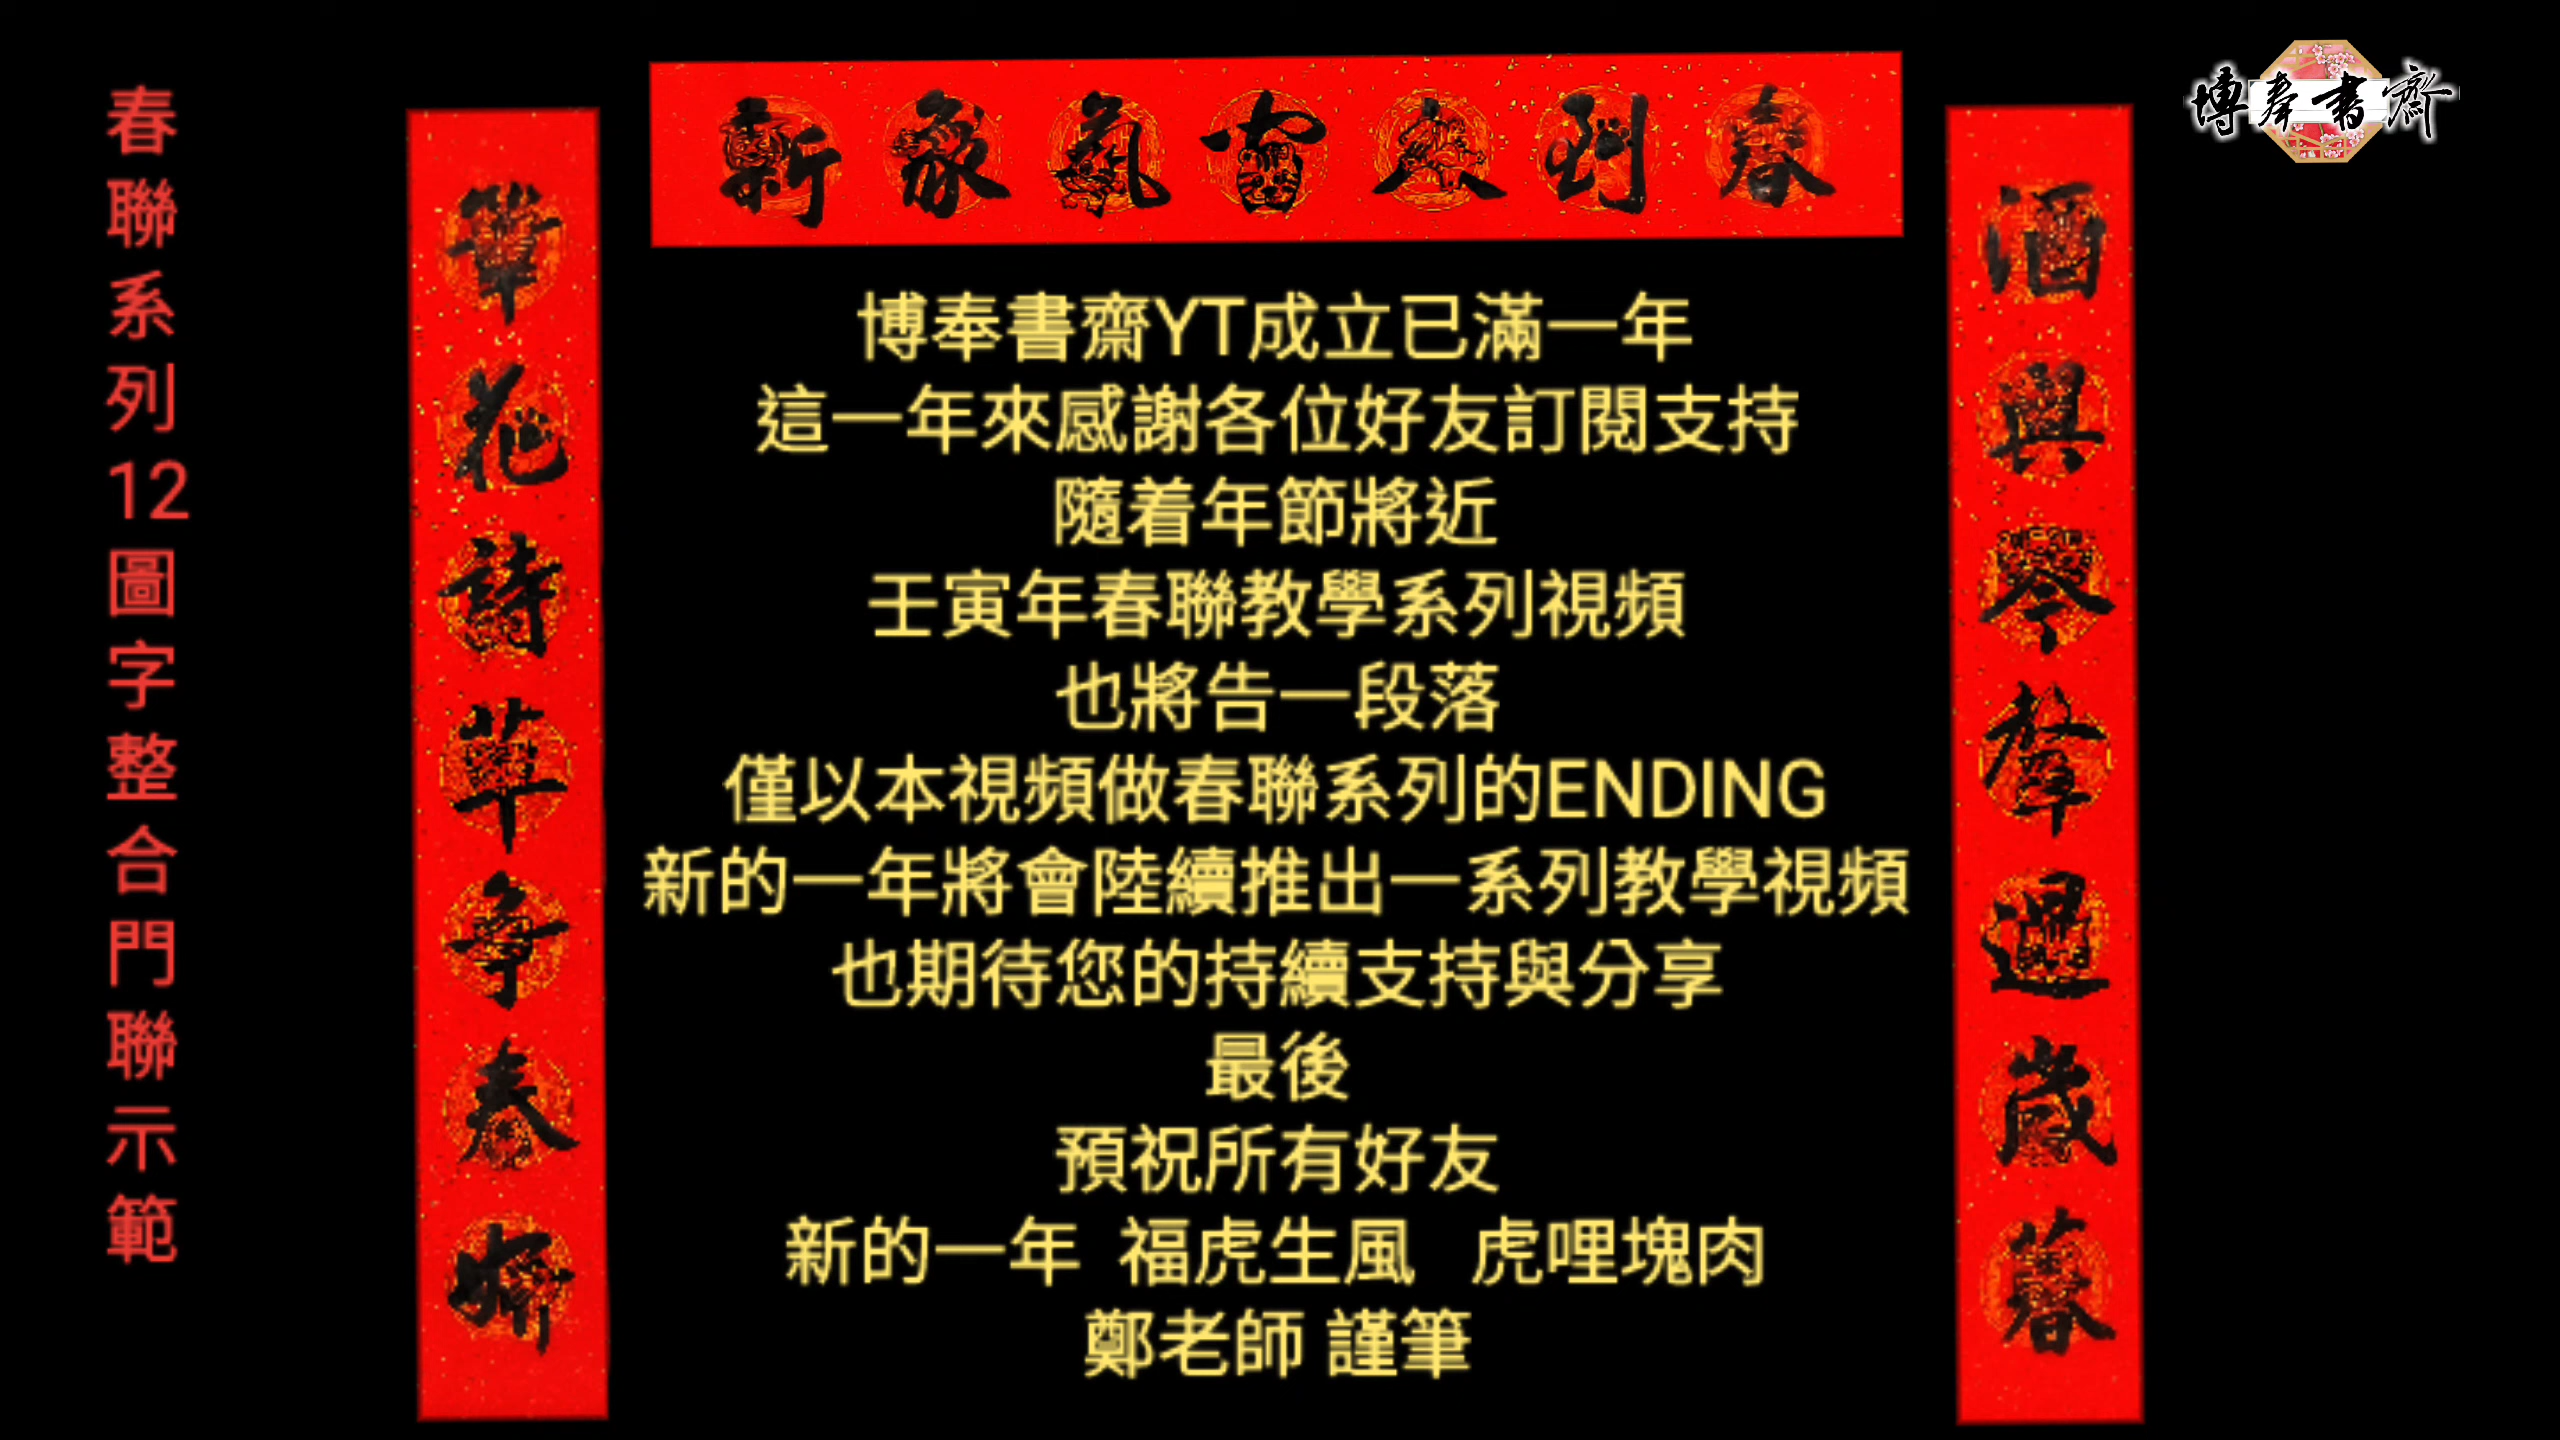 春聯系列12圖字整合門聯示範
春到人間氣象新
酒興琴聲過歲暮
筆花詩草爭春妍
博奉書齋
博奉書齋YT成立已滿一年
這一年來感謝各位好友訂閱支持
隨着年節將近
壬寅年春聯教學系列視頻
也將告一段落
僅以本視頻做春聯系列的ENDING
新的一年將會陸續推出一系列教學視頻
也期待您的持續支持與分享
最後
預祝所有好友
新的一年 福虎生風 虎哩塊肉
鄭老師 謹筆